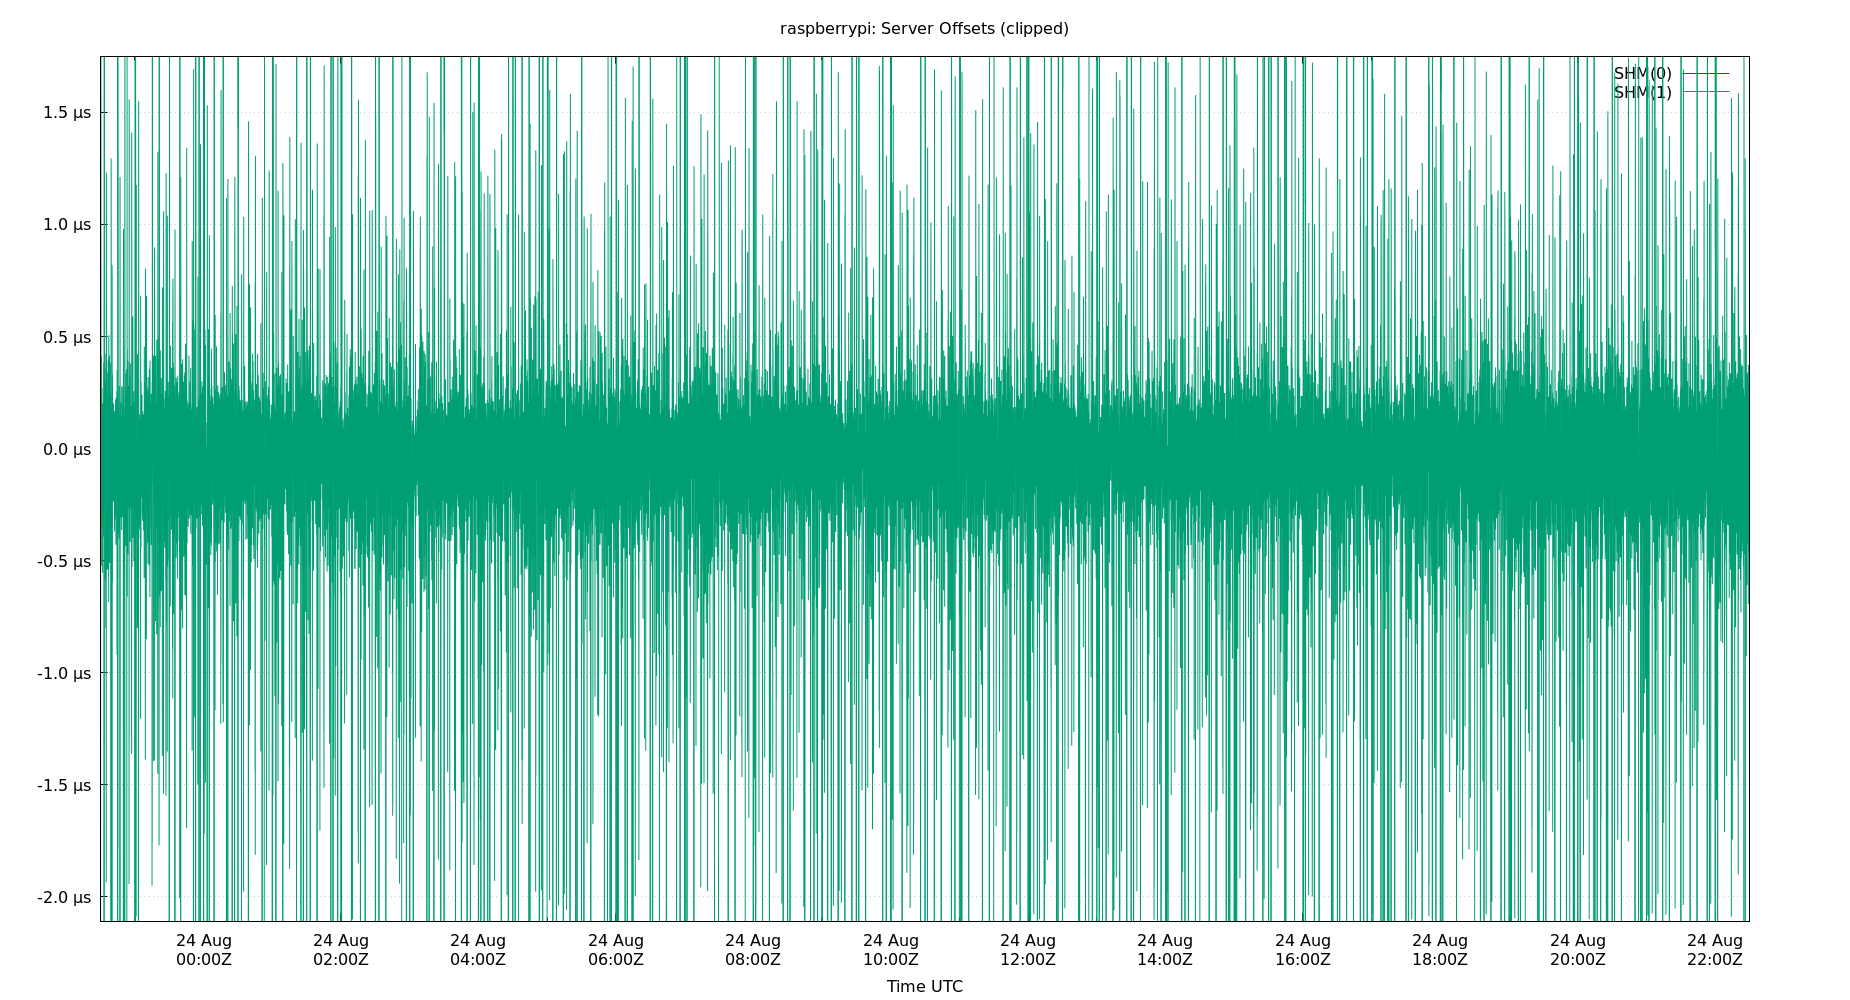 raspberrypi: Server Offsets (clipped)
SHM(0)
SHM(1)
1.5 µs
1.0 µs
0.5 µs
0.0 µs
-0.5 µs
-1.0 µs
-1.5 µs
-2.0 µs
24 Aug 24 Aug 24 Aug 24 Aug 24 Aug 24 Aug 24 Aug 24 Aug 24 Aug 24 Aug 24 Aug 24 Aug
00:00Z 02:00Z 04:00Z 06:00Z 08:00Z 10:00Z 12:00Z 14:00Z 16:00Z 18:00Z 20:00Z 22:00Z
Time UTC